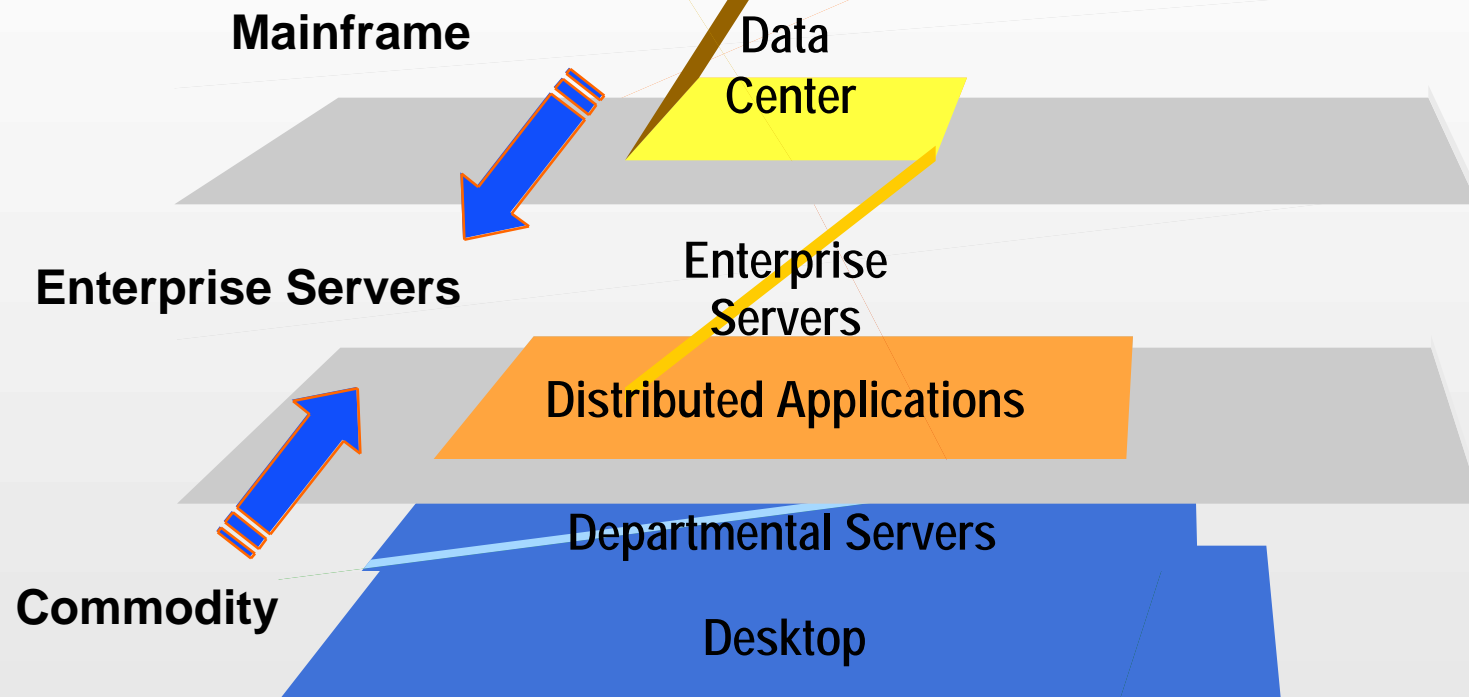 Mainframe
Data
Center
Enterprise Servers
Enterprise
Servers
Distributed Applications
Departmental Servers
Commodity
Desktop